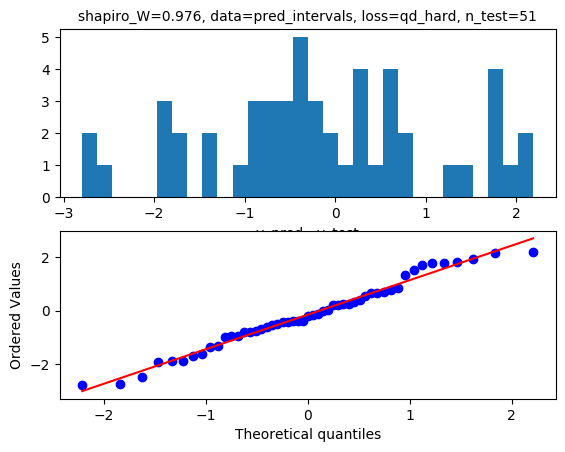 shapiro_W=0.976, data=pred_intervals, loss=qd_hard, n_test=51
5
4
3
2
1
0
−3 −2 −1 0 1 2
2
0
−2
Ordered Values
−2 −1 0 1 2
Theoretical quantiles